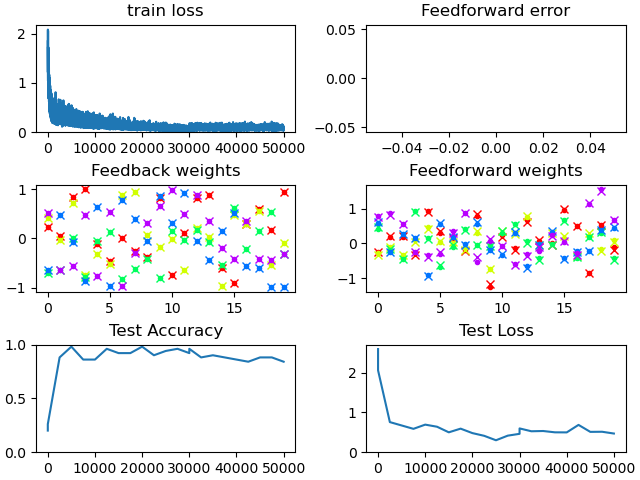 train loss
2
1
0
0 10000 20000 30000 40000 50000
Feedforward error
0.05
0.00
−0.05
−0.04 −0.02 0.00 0.02 0.04
Feedback weights
1
0
−1
0 5 10 15
Feedforward weights
1
0
−1
0 5 10 15
Test Accuracy
1.0
0.5
0.0
0 10000 20000 30000 40000 50000
Test Loss
2
1
0
0 10000 20000 30000 40000 50000